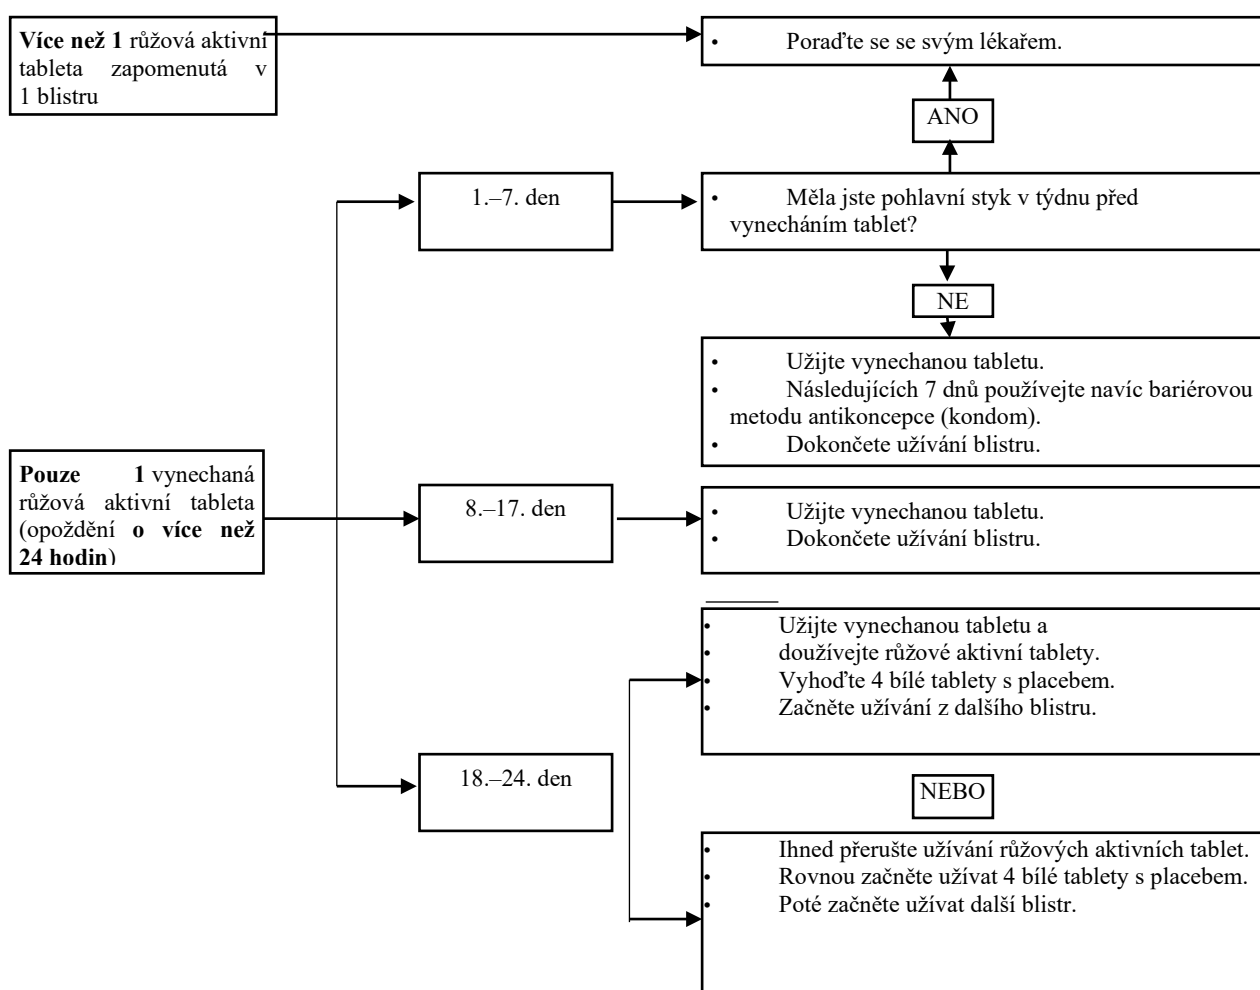 Více než 1 růžová aktivní
tableta zapomenutá v
1 blistru
• Poraďte se se svým lékařem.
ANO
1.–7. den
• Měla jste pohlavní styk v týdnu před
vynecháním tablet?
NE
• Užijte vynechanou tabletu.
• Následujících 7 dnů používejte navíc bariérovou
metodu antikoncepce (kondom).
• Dokončete užívání blistru.
Pouze 1 vynechaná
růžová aktivní tableta
(opoždění o více než
24 hodin)
8.–17. den
• Užijte vynechanou tabletu.
• Dokončete užívání blistru.
18.–24. den
• Užijte vynechanou tabletu a
• doužívejte růžové aktivní tablety.
• Vyhoďte 4 bílé tablety s placebem.
• Začněte užívání z dalšího blistru.
NEBO
• Ihned přerušte užívání růžových aktivních tablet.
• Rovnou začněte užívat 4 bílé tablety s placebem.
• Poté začněte užívat další blistr.